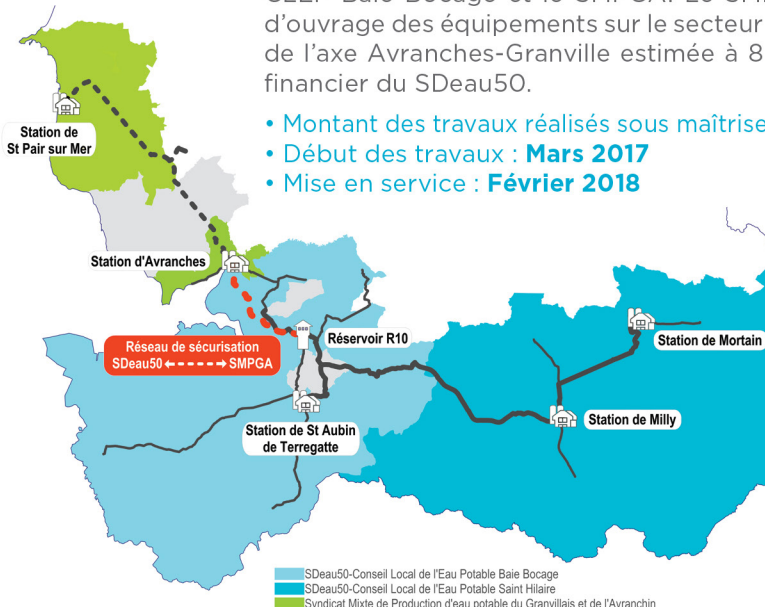 d'ouvrage des équipements sur le secteur
de l'axe Avranches-Granville estimée à 8
financier du SDeau50.
• Montant des travaux réalisés sous maîtrise
• Début des travaux : Mars 2017
• Mise en service : Février 2018
Station de
St Pair sur Mer
Station d'Avranches
Réseau de sécurisation
SDeau50 ←-----→ SMPGA
Réservoir R10
Station de Mortain
Station de Milly
Station de St Aubin
de Terregatte
SDeau50-Conseil Local de l'Eau Potable Baie Bocage
SDeau50-Conseil Local de l'Eau Potable Saint Hilaire
Syndicat Mixte de Production d'eau potable du Granvillais et de l'Avranchin